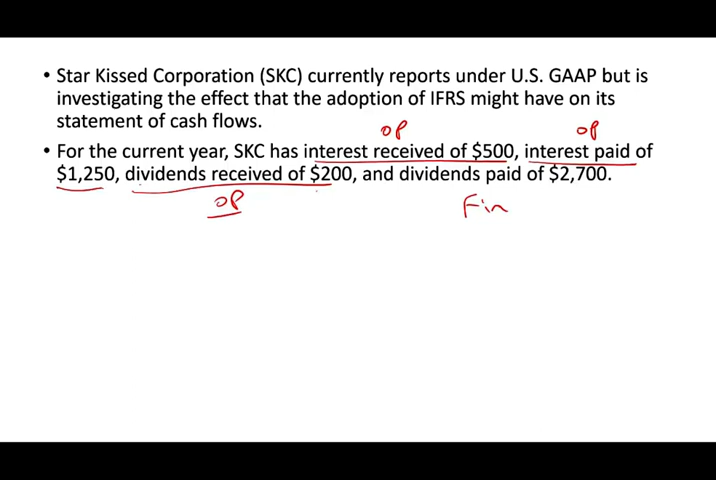 • Star Kissed Corporation (SKC) currently reports under U.S. GAAP but is
investigating the effect that the adoption of IFRS might have on its
statement of cash flows.
OP OP
• For the current year, SKC has interest received of $500, interest paid of
$1,250, dividends received of $200, and dividends paid of $2,700.
OP Fin